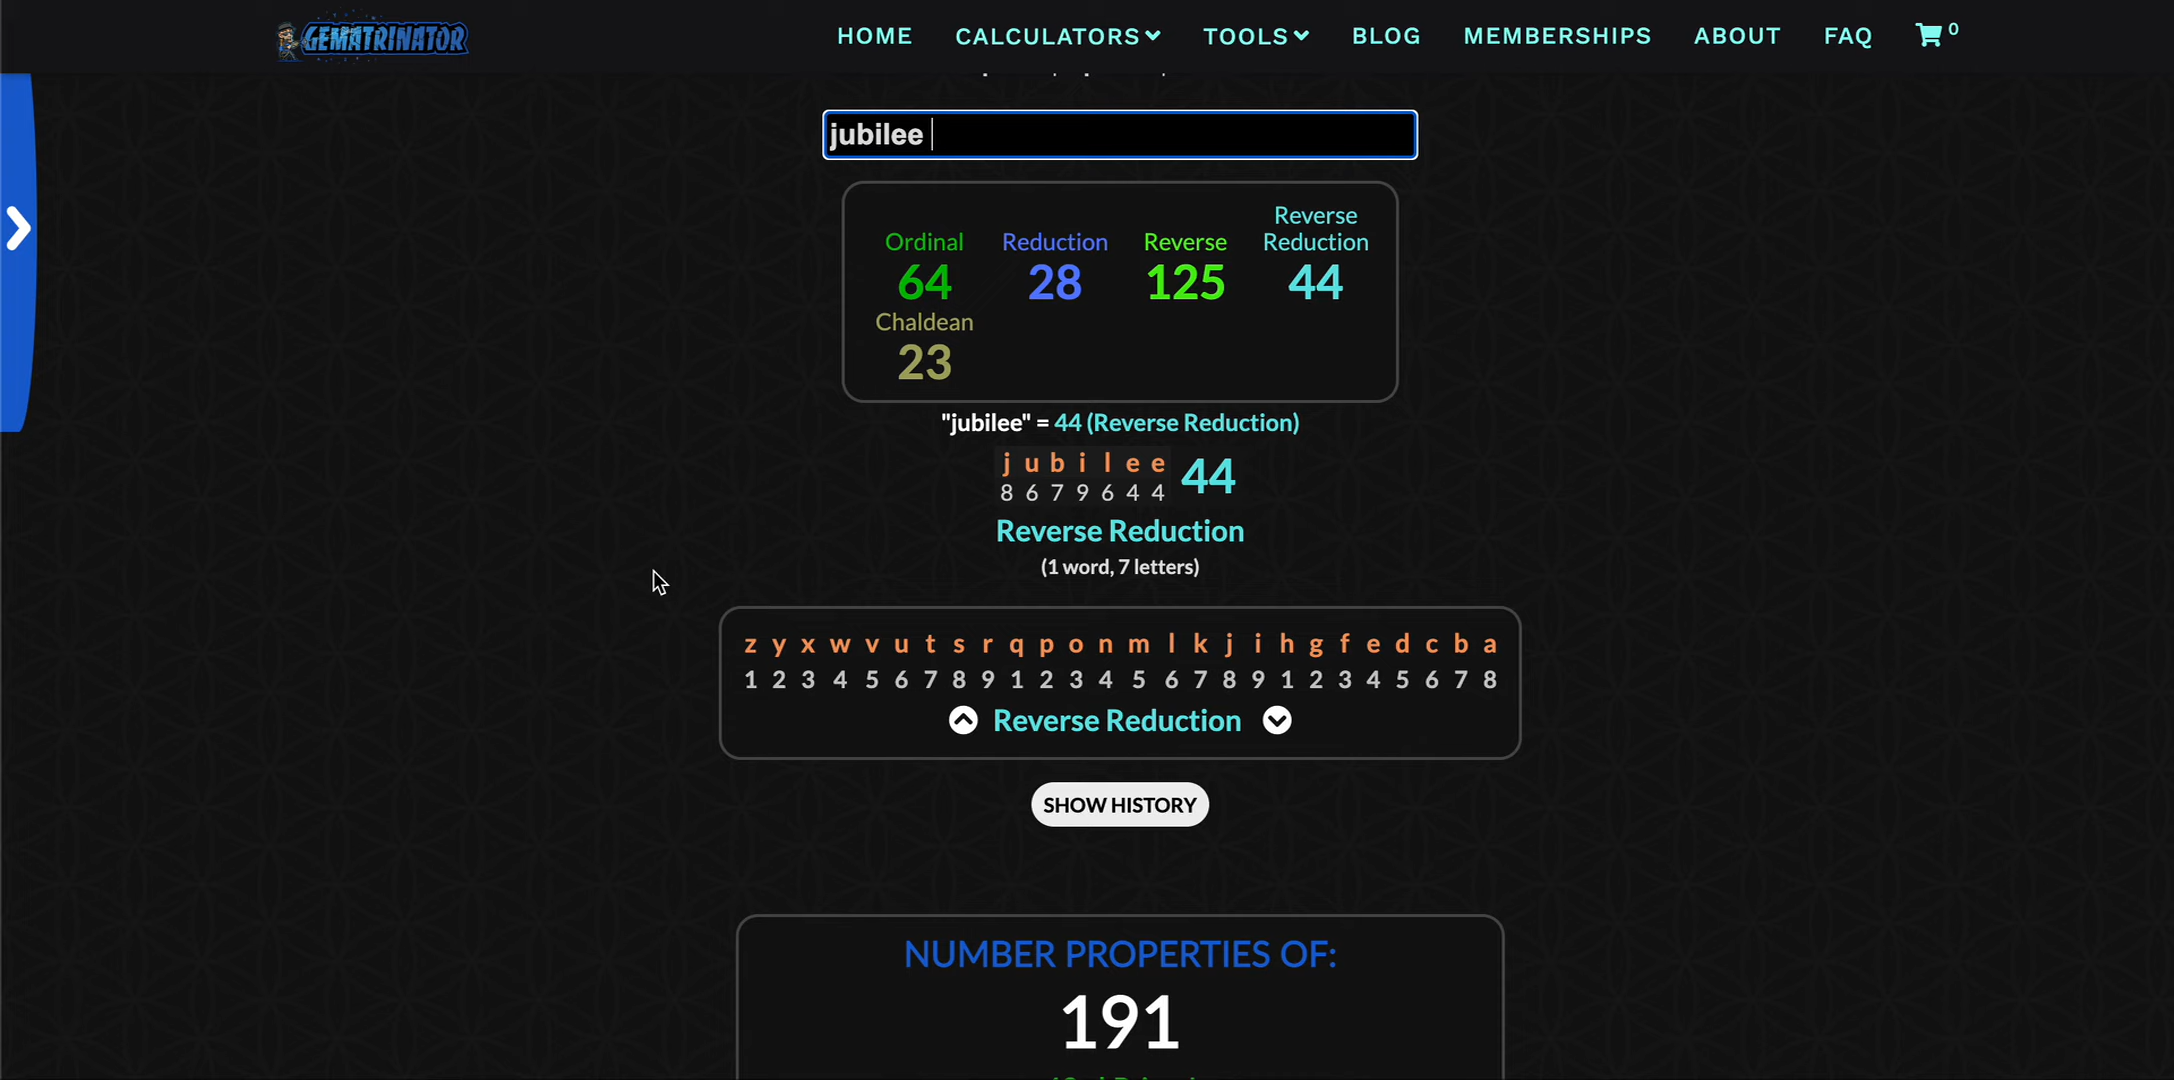 GEMATRINATOR
HOME CALCULATORS TOOLS BLOG MEMBERSHIPS ABOUT FAQ 0
jubilee
Ordinal Reduction Reverse Reverse Reduction
64 28 125 44
Chaldean
23
"jubilee" = 44 (Reverse Reduction)
j u b i l e e 44
8 6 7 9 6 4 4
Reverse Reduction
(1 word, 7 letters)
z y x w v u t s r q p o n m l k j i h g f e d c b a
1 2 3 4 5 6 7 8 9 1 2 3 4 5 6 7 8 9 1 2 3 4 5 6 7 8
Reverse Reduction
SHOW HISTORY
NUMBER PROPERTIES OF:
191